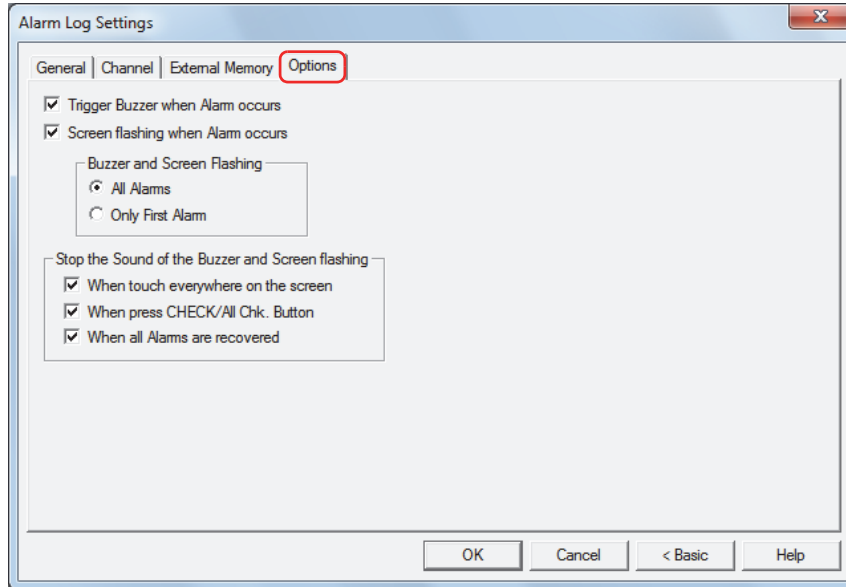 Alarm Log Settings
General Channel External Memory Options
Trigger Buzzer when Alarm occurs
Screen flashing when Alarm occurs
Buzzer and Screen Flashing
All Alarms
Only First Alarm
Stop the Sound of the Buzzer and Screen flashing
When touch everywhere on the screen
When press CHECK/All Chk. Button
When all Alarms are recovered
OK Cancel < Basic Help